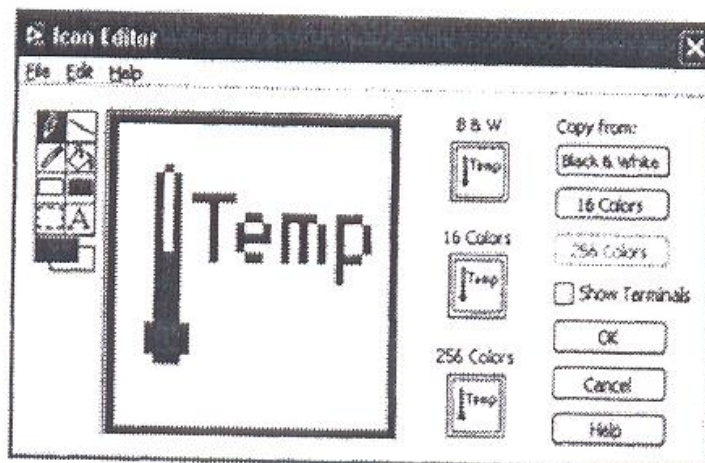 Icon Editor
File Edit Help
A
Temp
B & W
Temp
16 Colors
Temp
256 Colors
Temp
Copy from:
Black & White
16 Colors
256 Colors
Show Terminals
OK
Cancel
Help